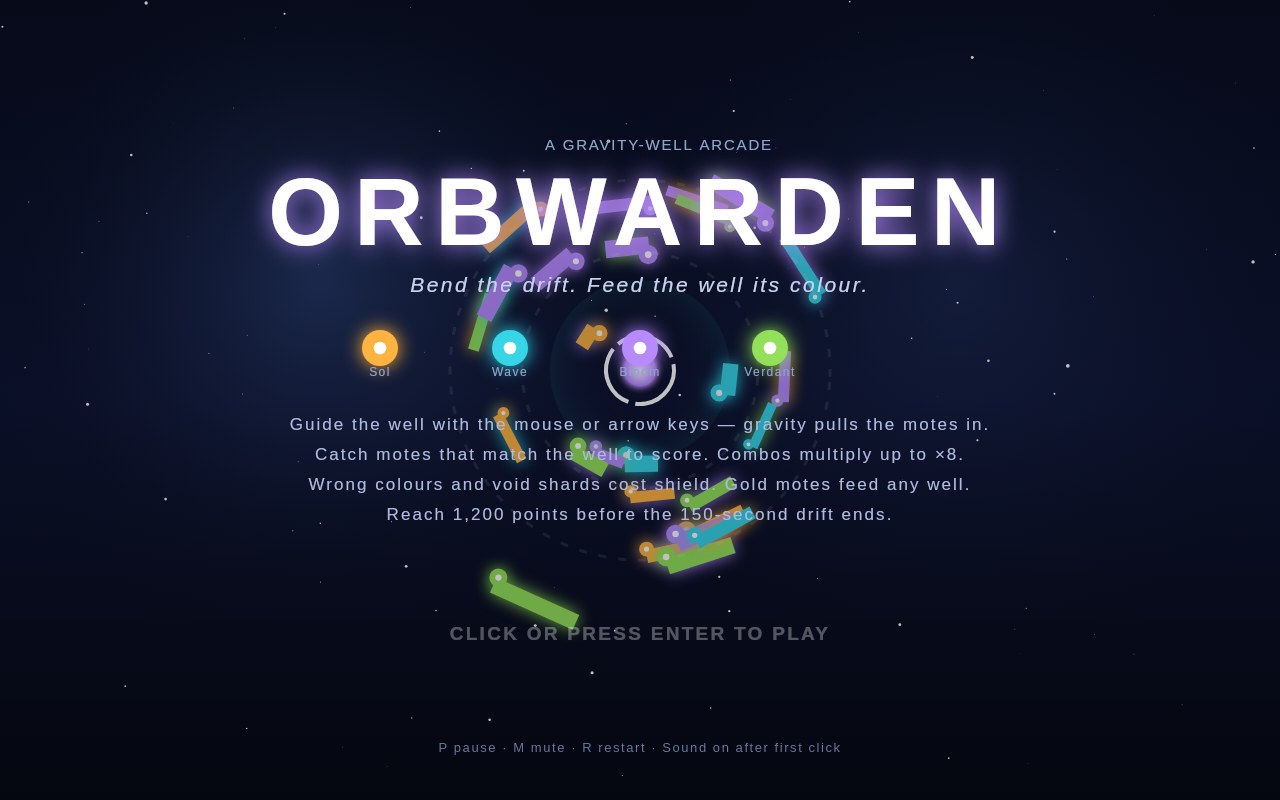 A GRAVITY-WELL ARCADE
ORBWARDEN
Bend the drift. Feed the well its colour.
Sol Wave Bloom Verdant
Guide the well with the mouse or arrow keys — gravity pulls the motes in.
Catch motes that match the well to score. Combos multiply up to ×8.
Wrong colours and void shards cost shield. Gold motes feed any well.
Reach 1,200 points before the 150-second drift ends.
CLICK OR PRESS ENTER TO PLAY
P pause · M mute · R restart · Sound on after first click